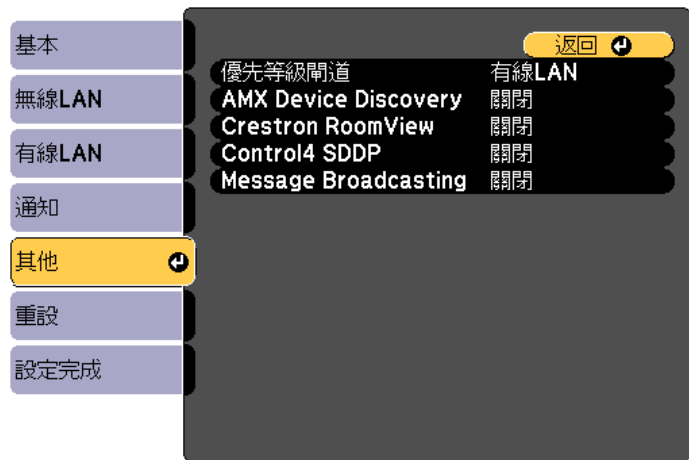 基本
無線LAN
有線LAN
通知
其他
重設
設定完成
返回
優先等級閘道 有線LAN
AMX Device Discovery 關閉
Crestron RoomView 關閉
Control4 SDDP 關閉
Message Broadcasting 關閉